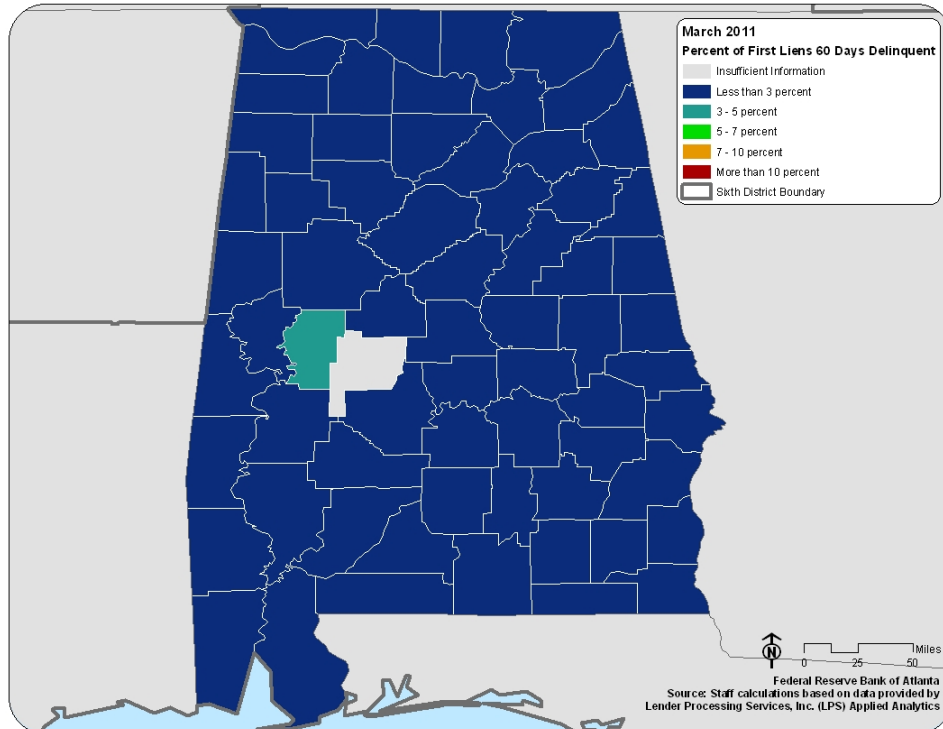 March 2011
Percent of First Liens 60 Days Delinquent
Insufficient Information
Less than 3 percent
3 - 5 percent
5 - 7 percent
7 - 10 percent
More than 10 percent
Sixth District Boundary
N
Miles
0 25 50
Federal Reserve Bank of Atlanta
Source: Staff calculations based on data provided by
Lender Processing Services, Inc. (LPS) Applied Analytics